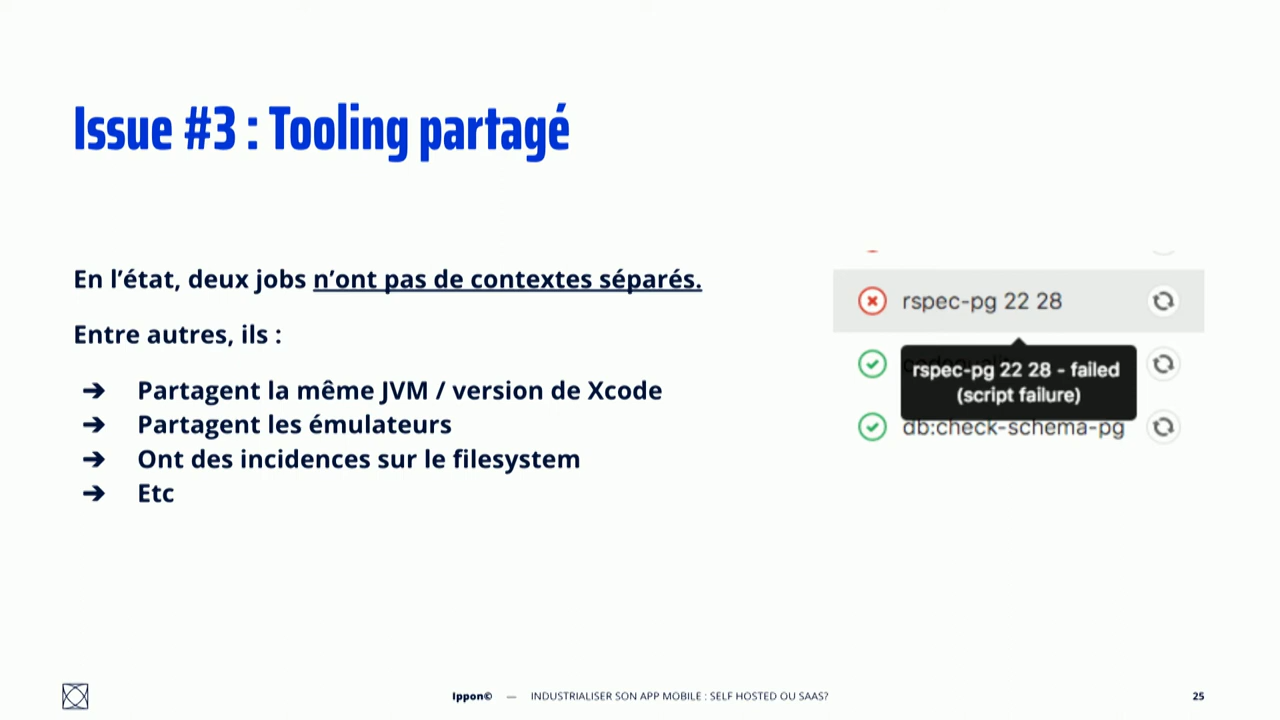 Issue #3 : Tooling partagé
En l’état, deux jobs n’ont pas de contextes séparés.
Entre autres, ils :
➔ Partagent la même JVM / version de Xcode
➔ Partagent les émulateurs
➔ Ont des incidences sur le filesystem
➔ Etc
rspec-pg 22 28
rspec-pg 22 28 - failed
(script failure)
db:check-schema-pg
Ippon© — INDUSTRIALISER SON APP MOBILE : SELF HOSTED OU SAAS?
25